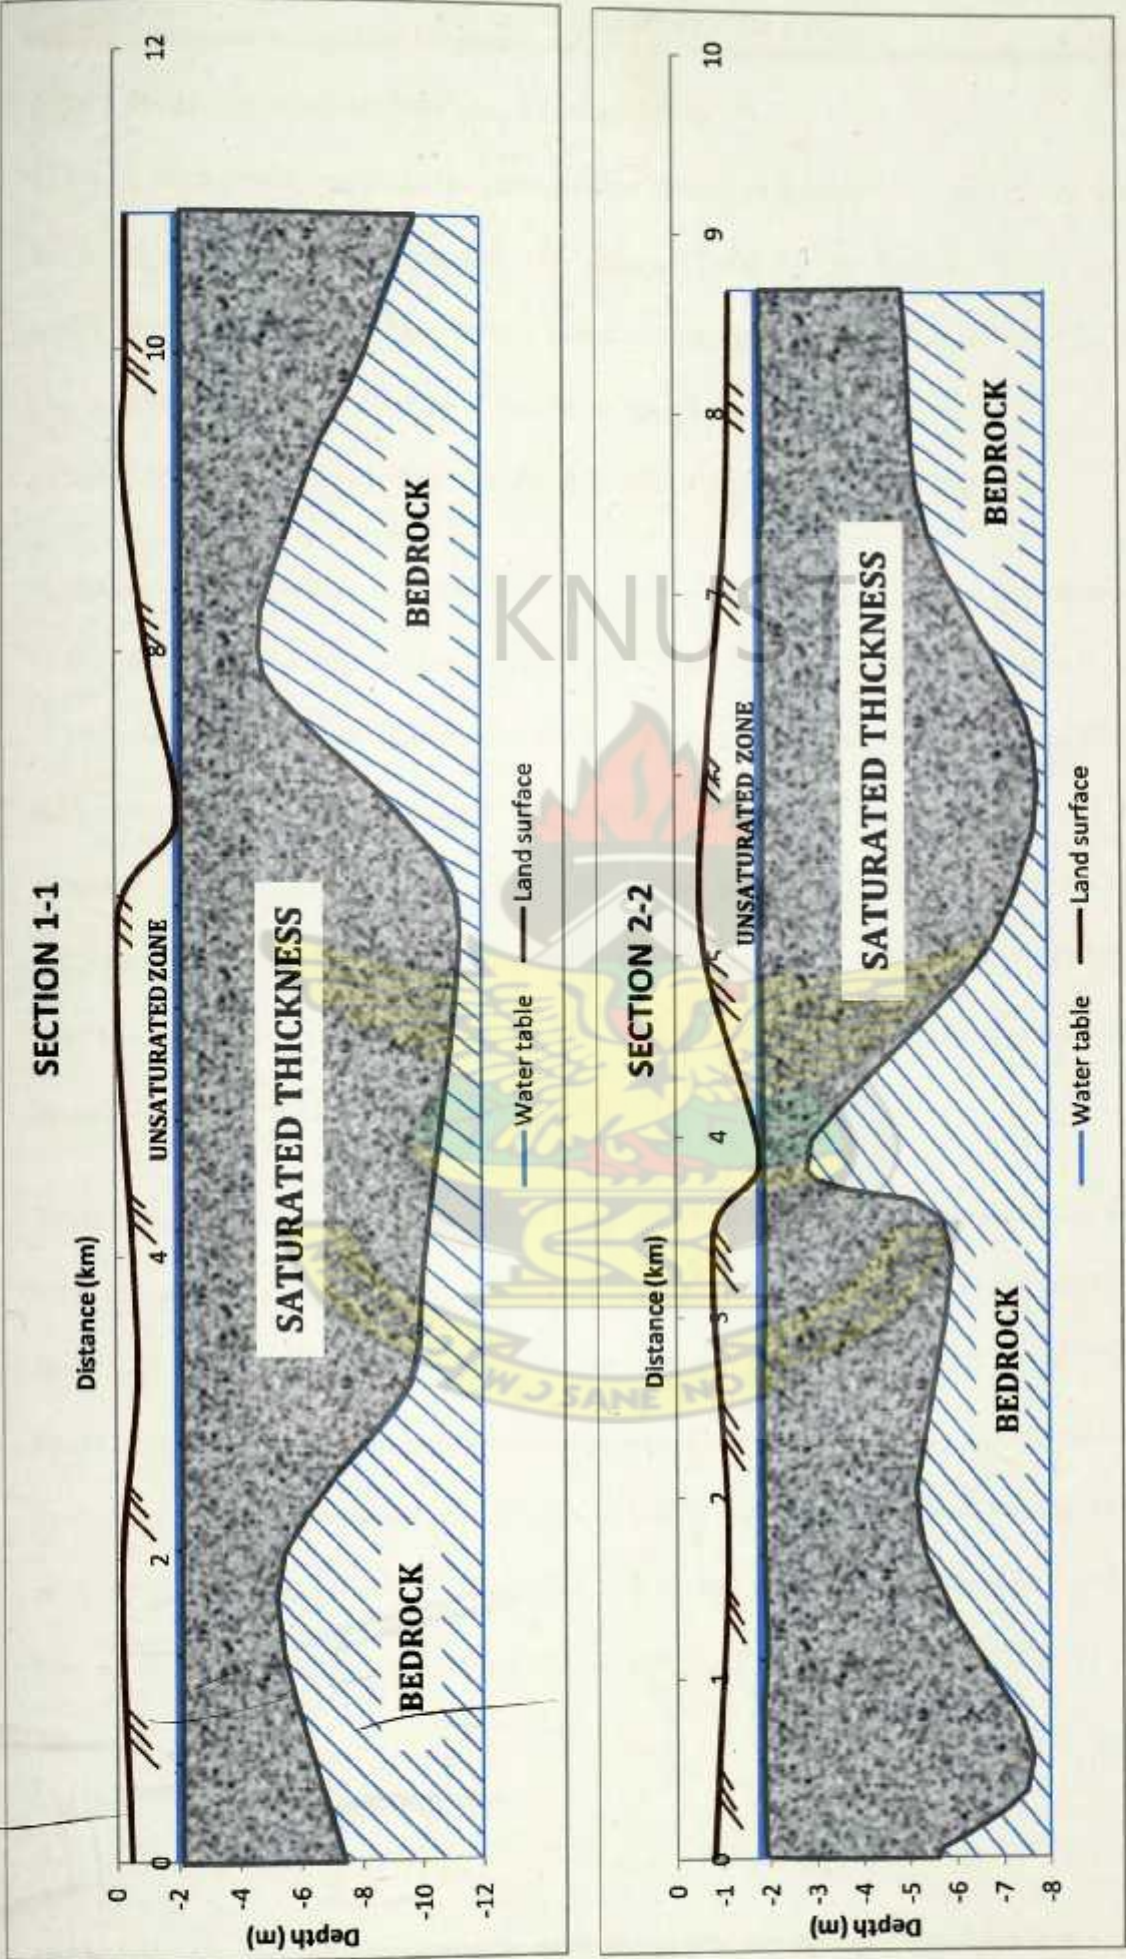 SECTION 1-1
Distance (km)
0
2
4
8
10
12
Depth (m)
0
-2
-4
-6
-8
-10
-12
UNSATURATED ZONE
SATURATED THICKNESS
BEDROCK
BEDROCK
Water table
Land surface
SECTION 2-2
Distance (km)
0
1
2
3
4
5
7
8
9
10
Depth (m)
0
-1
-2
-3
-4
-5
-6
-7
-8
UNSATURATED ZONE
SATURATED THICKNESS
BEDROCK
BEDROCK
Water table
Land surface
KNUST
W J SANE NO